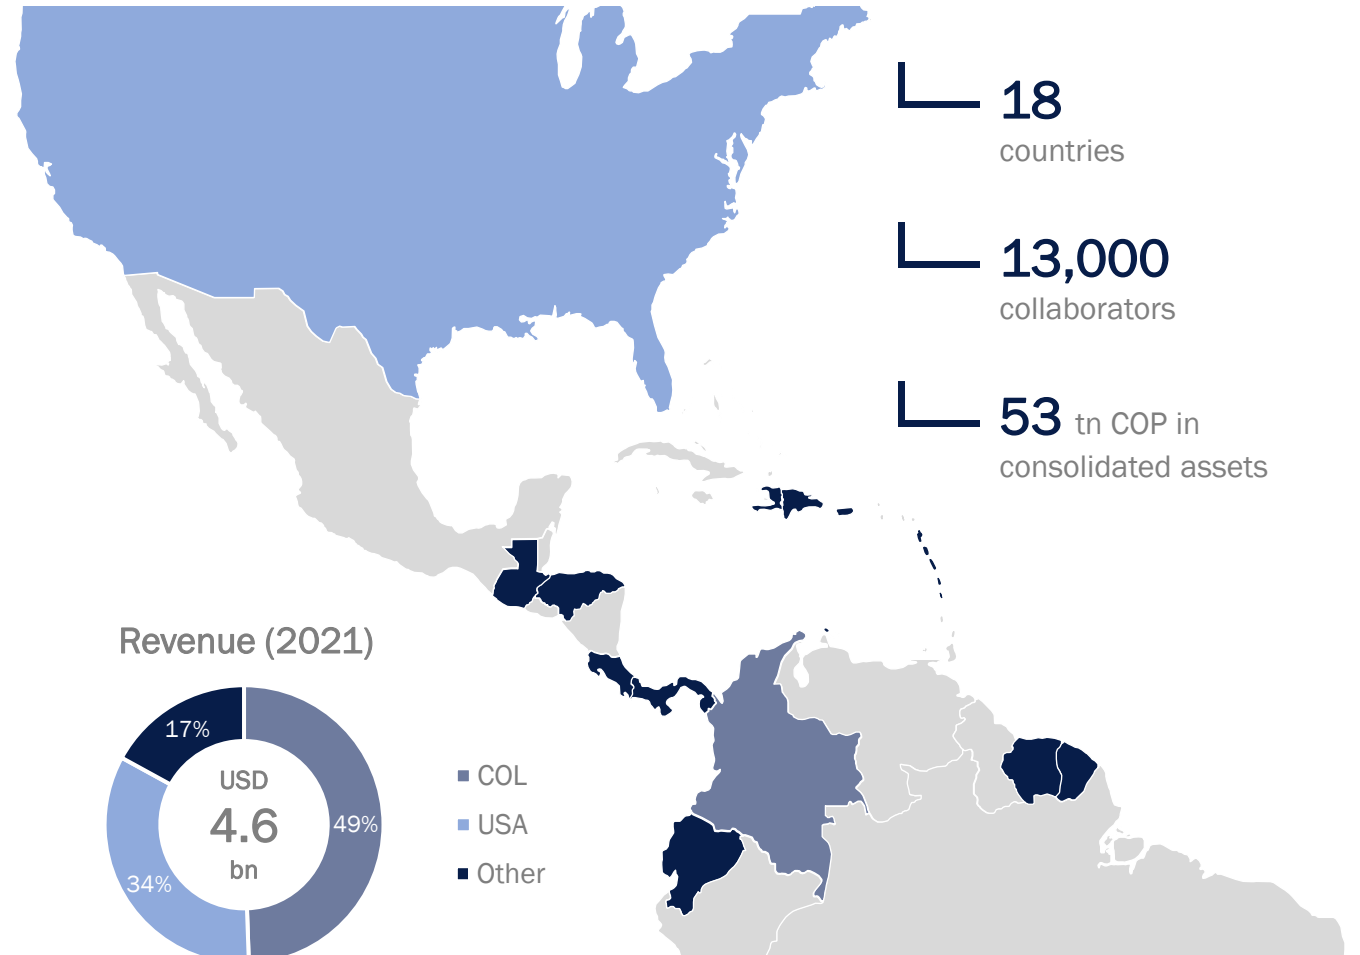 18
countries
13,000
collaborators
53 tn COP in
consolidated assets
Revenue (2021)
17%
USD
4.6
bn
49%
34%
COL
USA
Other